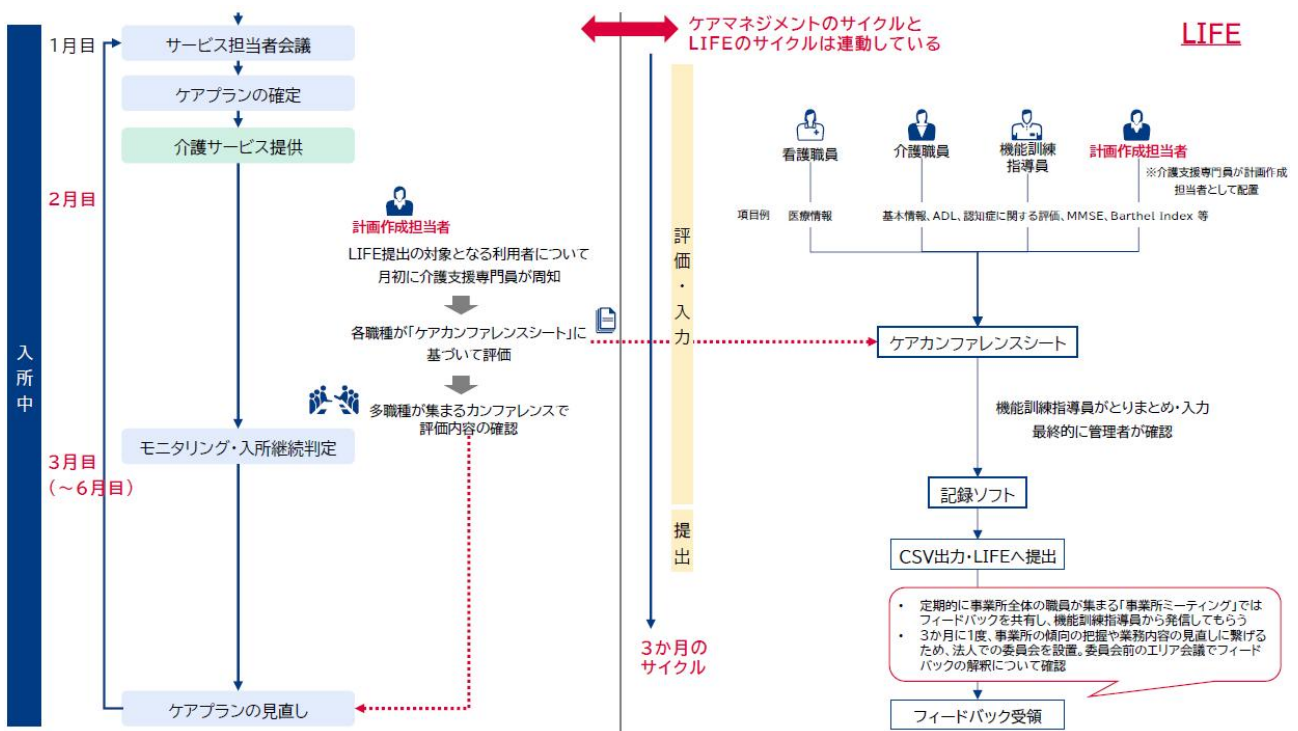 入所中
1月目
2月目
3月目
(～6月目)
サービス担当者会議
ケアプランの確定
介護サービス提供
モニタリング・入所継続判定
ケアプランの見直し
計画作成担当者
LIFE提出の対象となる利用者について
月初に介護支援専門員が周知
各職種が「ケアカンファレンスシート」に
基づいて評価
多職種が集まるカンファレンスで
評価内容の確認
ケアマネジメントのサイクルと
LIFEのサイクルは連動している
評価・入力
提出
3か月の
サイクル
LIFE
看護職員
介護職員
機能訓練
指導員
計画作成担当者
※介護支援専門員が計画作成
担当者として配置
項目例 医療情報 基本情報、ADL、認知症に関する評価、MMSE、Barthel Index 等
ケアカンファレンスシート
機能訓練指導員がとりまとめ・入力
最終的に管理者が確認
記録ソフト
CSV出力・LIFEへ提出
• 定期的に事業所全体の職員が集まる「事業所ミーティング」では
フィードバックを共有し、機能訓練指導員から発信してもらう
• 3か月に1度、事業所の傾向の把握や業務内容の見直しに繋げる
ため、法人での委員会を設置。委員会前のエリア会議でフィード
バックの解釈について確認
フィードバック受領